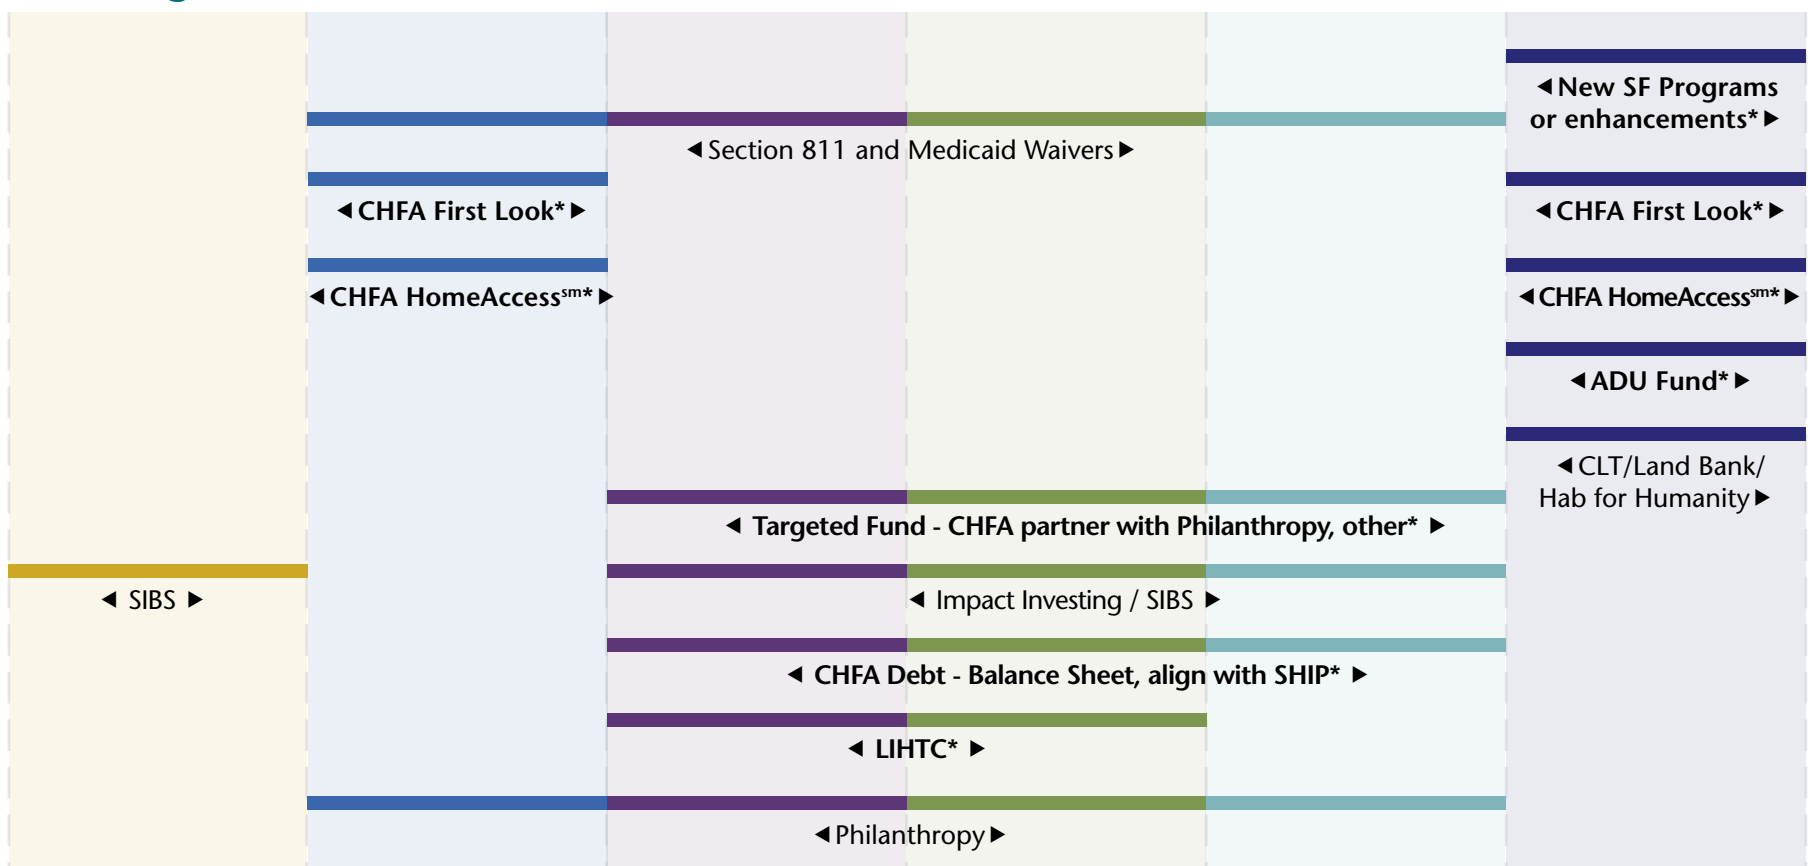 ◄New SF Programs
or enhancements*►
◄Section 811 and Medicaid Waivers►
◄CHFA First Look*►
◄CHFA First Look*►
◄CHFA HomeAccessˢᵐ*►
◄CHFA HomeAccessˢᵐ*►
◄ADU Fund*►
◄CLT/Land Bank/
Hab for Humanity►
◄ Targeted Fund - CHFA partner with Philanthropy, other* ►
◄ SIBS ►
◄ Impact Investing / SIBS ►
◄ CHFA Debt - Balance Sheet, align with SHIP* ►
◄ LIHTC* ►
◄Philanthropy►